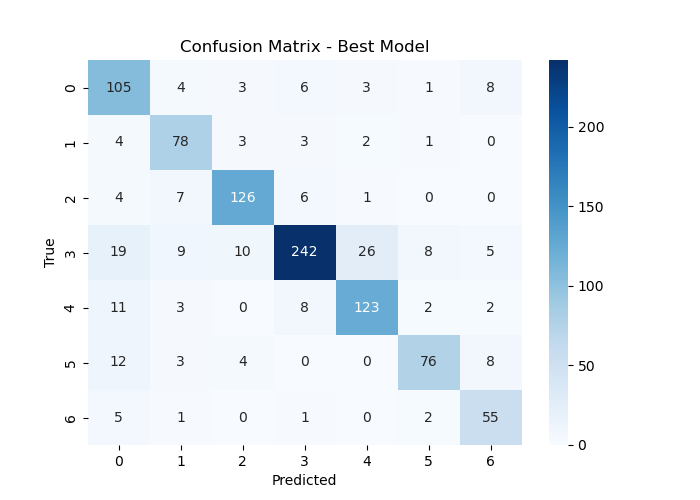 Confusion Matrix - Best Model
0 105 4 3 6 3 1 8
1 4 78 3 3 2 1 0
2 4 7 126 6 1 0 0
3 19 9 10 242 26 8 5
4 11 3 0 8 123 2 2
5 12 3 4 0 0 76 8
6 5 1 0 1 0 2 55
0 1 2 3 4 5 6
True
Predicted
200
150
100
50
0